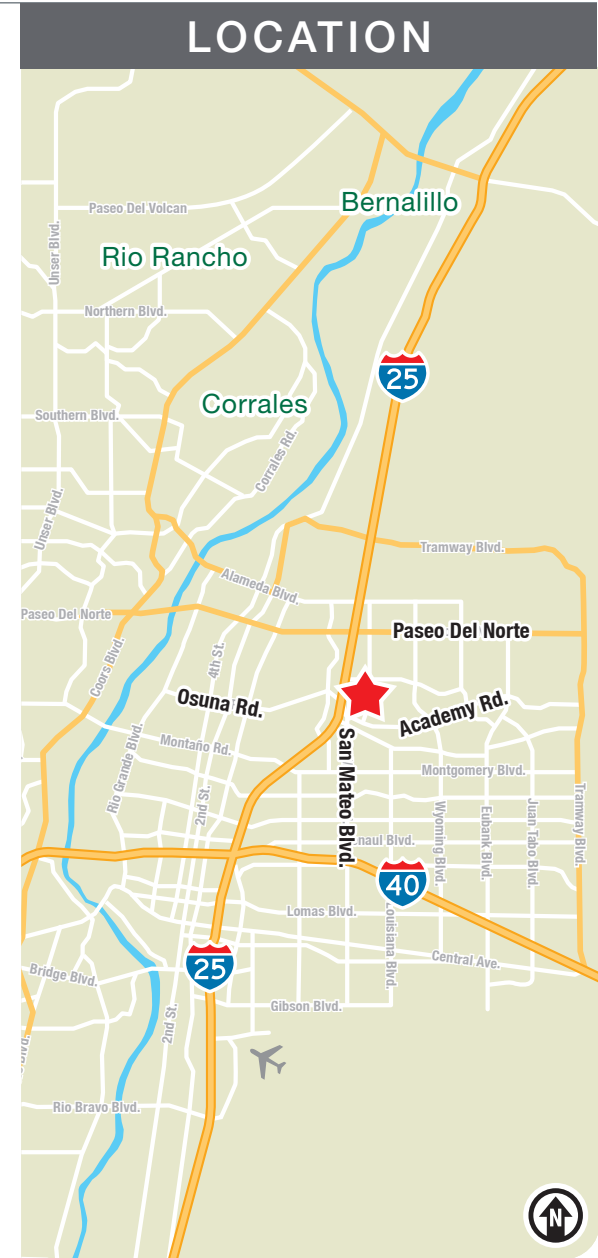 LOCATION
Bernalillo
Paseo Del Volcan
Unser Blvd.
Rio Rancho
Northern Blvd.
25
Corrales
Southern Blvd.
Corrales Rd.
Unser Blvd.
Tramway Blvd.
Alameda Blvd.
Paseo Del Norte
Paseo Del Norte
4th St.
Coors Blvd.
Osuna Rd.
Academy Rd.
San Mateo Blvd.
Montaño Rd.
Rio Grande Blvd.
Montgomery Blvd.
2nd St.
Wyoming Blvd.
Eubank Blvd.
Juan Tabo Blvd.
Tramway Blvd.
Blvd.
40
Lomas Blvd.
Louisiana Blvd.
Central Ave.
25
Bridge Blvd.
Gibson Blvd.
2nd St.
Blvd.
Rio Bravo Blvd.
N